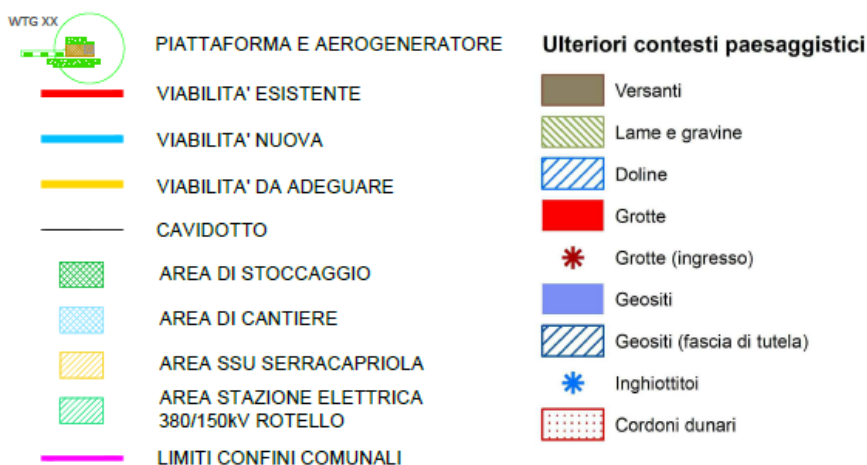 WTG XX
PIATTAFORMA E AEROGENERATORE
VIABILITA' ESISTENTE
VIABILITA' NUOVA
VIABILITA' DA ADEGUARE
CAVIDOTTO
AREA DI STOCCAGGIO
AREA DI CANTIERE
AREA SSU SERRACAPRIOLA
AREA STAZIONE ELETTRICA
380/150kV ROTELLO
LIMITI CONFINI COMUNALI
Ulteriori contesti paesaggistici
Versanti
Lame e gravine
Doline
Grotte
Grotte (ingresso)
Geositi
Geositi (fascia di tutela)
Inghiottitoi
Cordoni dunari